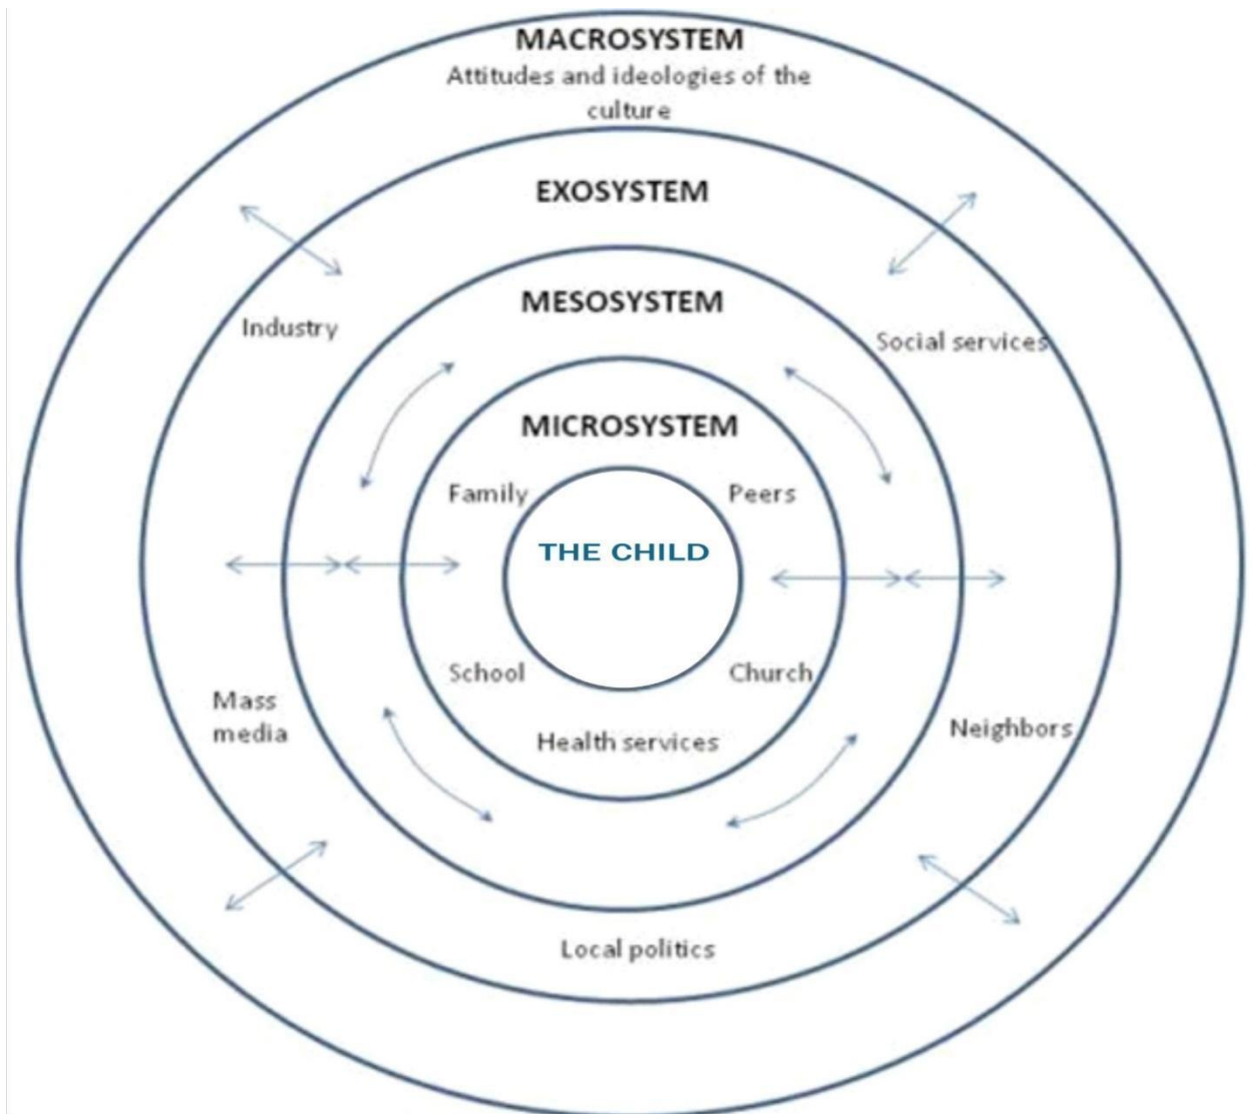 MACROSYSTEM
Attitudes and ideologies of the
culture
EXOSYSTEM
MESOSYSTEM
Industry
Social services
MICROSYSTEM
Family
Peers
THE CHILD
School
Church
Mass
media
Neighbors
Health services
Local politics